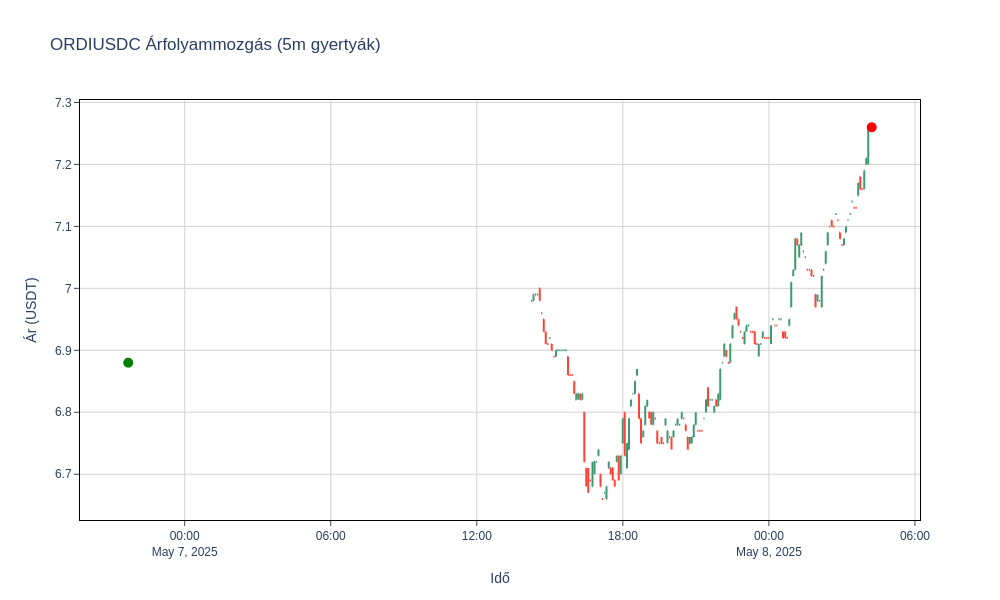 ORDIUSDC Árfolyammozgás (5m gyertyák)
7.3
7.2
7.1
7
6.9
6.8
6.7
Ár (USDT)
00:00 06:00 12:00 18:00 00:00 06:00
May 7, 2025 May 8, 2025
Idő